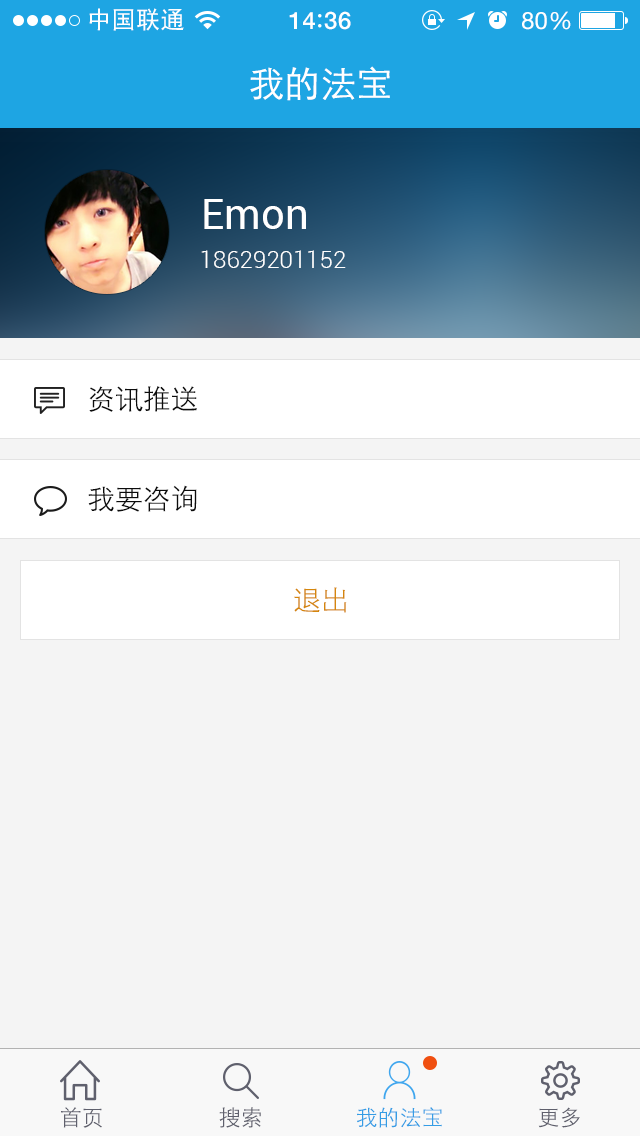 中国联通 14:36 80%
我的法宝
Emon
18629201152
资讯推送
我要咨询
退出
首页 搜索 我的法宝 更多